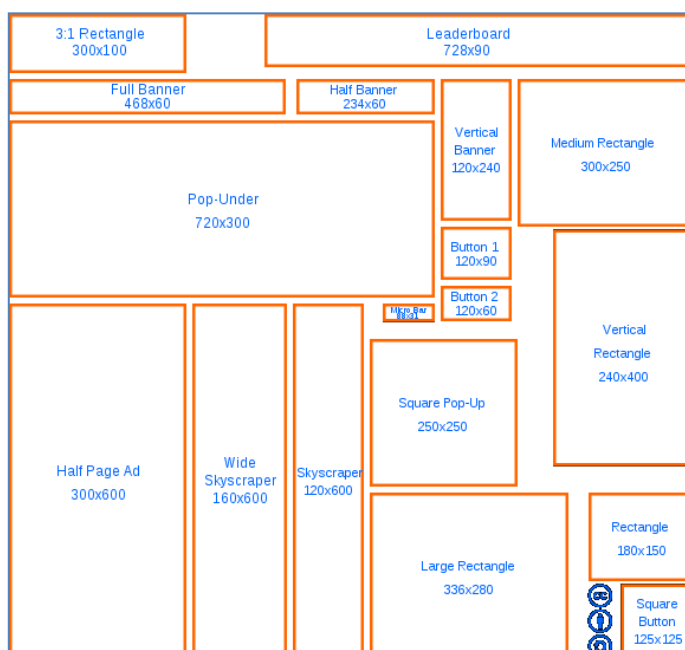 3:1 Rectangle
300x100
Leaderboard
728x90
Full Banner
468x60
Half Banner
234x60
Vertical
Banner
120x240
Medium Rectangle
300x250
Pop-Under
720x300
Button 1
120x90
Button 2
120x60
Micro Bar
88x31
Vertical
Rectangle
240x400
Square Pop-Up
250x250
Half Page Ad
300x600
Wide
Skyscraper
160x600
Skyscraper
120x600
Large Rectangle
336x280
Rectangle
180x150
Square
Button
125x125
cc